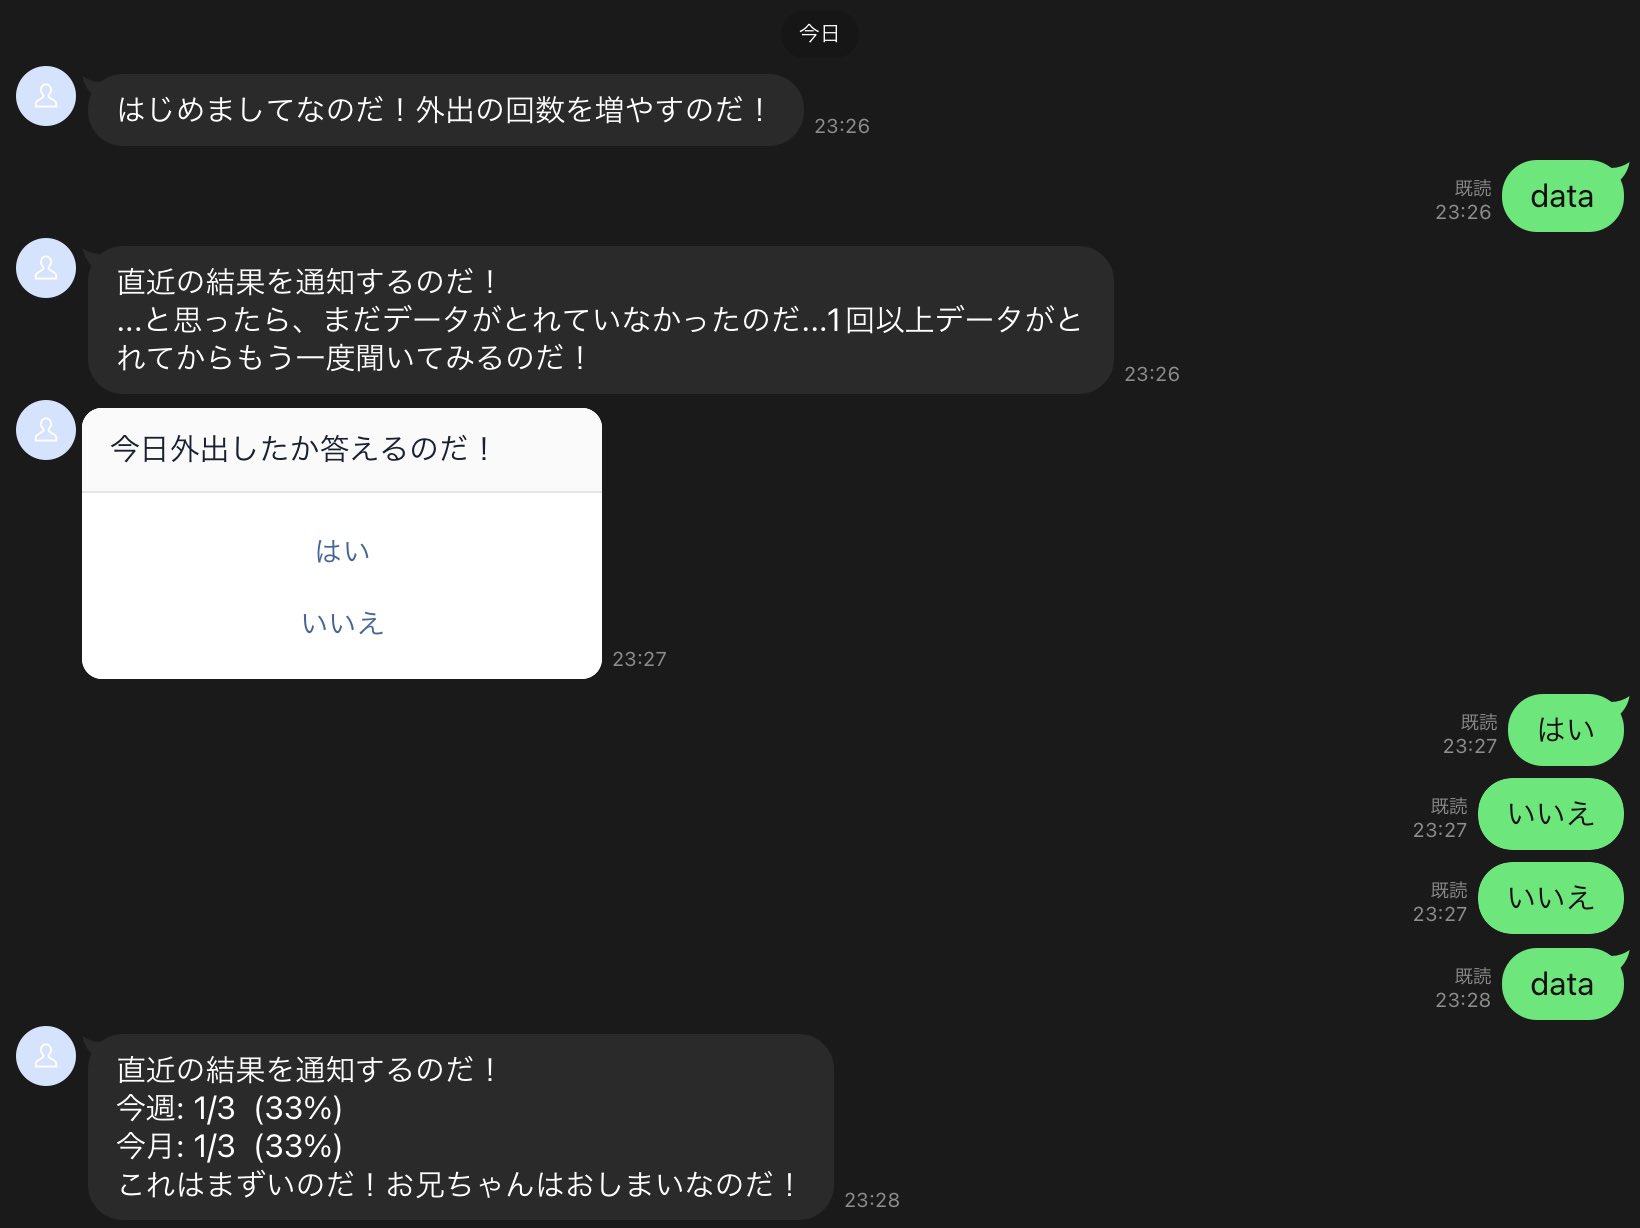 今日
はじめましてなのだ！外出の回数を増やすのだ！
23:26
既読
23:26
data
直近の結果を通知するのだ！
...と思ったら、まだデータがとれていなかったのだ...1回以上データがと
れてからもう一度聞いてみるのだ！
23:26
今日外出したか答えるのだ！
はい
いいえ
23:27
既読
23:27
はい
既読
23:27
いいえ
既読
23:27
いいえ
既読
23:28
data
直近の結果を通知するのだ！
今週: 1/3（33%）
今月: 1/3（33%）
これはまずいのだ！お兄ちゃんはおしまいなのだ！
23:28